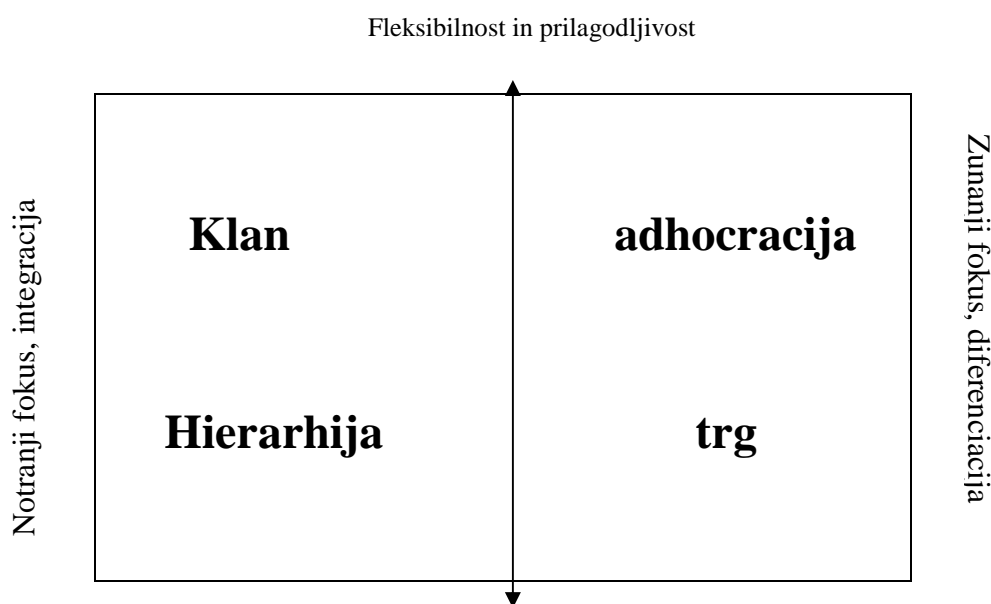 Fleksibilnost in prilagodljivost
Notranji fokus, integracija
Klan
adhocracija
Hierarhija
trg
Zunanji fokus, diferenciacija